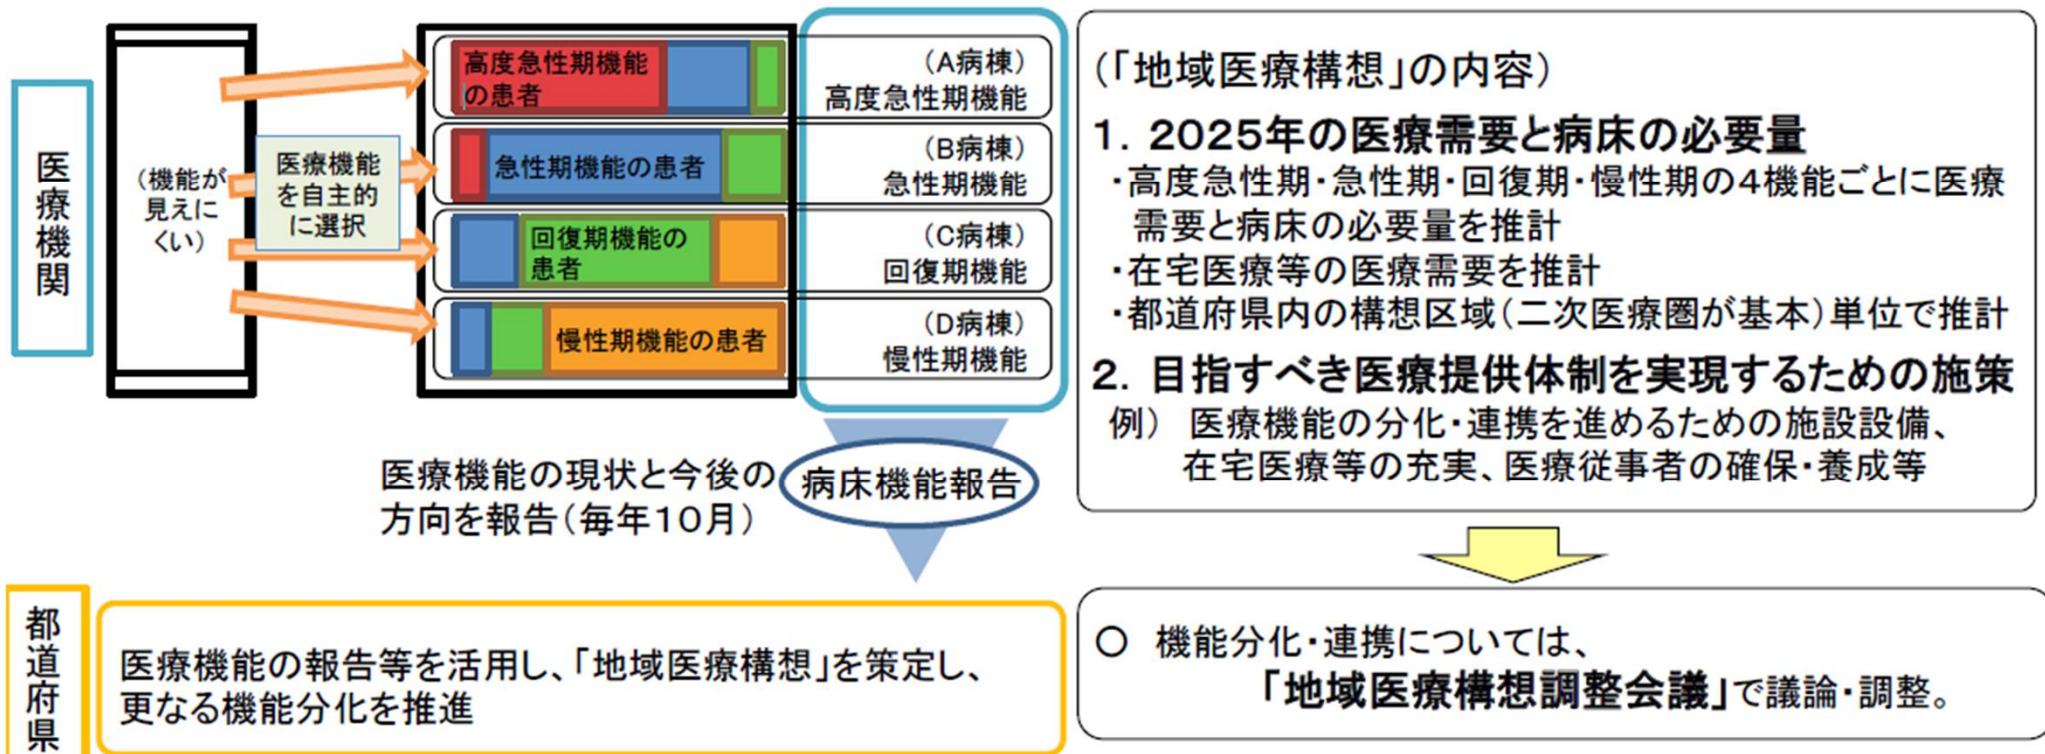 医療機関
(機能が
見えに
くい)
医療機能
を自主的
に選択
高度急性期機能
の患者
(A病棟)
高度急性期機能
急性期機能の患者
(B病棟)
急性期機能
回復期機能の
患者
(C病棟)
回復期機能
慢性期機能の患者
(D病棟)
慢性期機能
医療機能の現状と今後の
方向を報告(毎年10月)
病床機能報告
都道府県
医療機能の報告等を活用し、「地域医療構想」を策定し、
更なる機能分化を推進
(「地域医療構想」の内容)
1. 2025年の医療需要と病床の必要量
・高度急性期・急性期・回復期・慢性期の4機能ごとに医療
需要と病床の必要量を推計
・在宅医療等の医療需要を推計
・都道府県内の構想区域(二次医療圏が基本)単位で推計
2. 目指すべき医療提供体制を実現するための施策
例) 医療機能の分化・連携を進めるための施設設備、
在宅医療等の充実、医療従事者の確保・養成等
○ 機能分化・連携については、
「地域医療構想調整会議」で議論・調整。